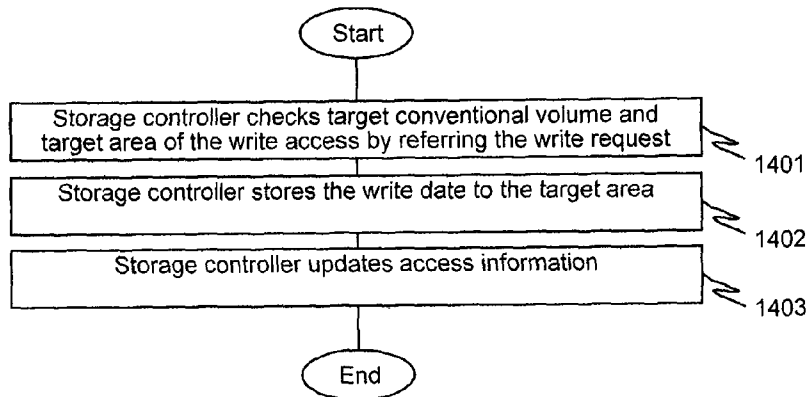 Start
Storage controller checks target conventional volume and
target area of the write access by referring the write request
1401
Storage controller stores the write date to the target area
1402
Storage controller updates access information
1403
End